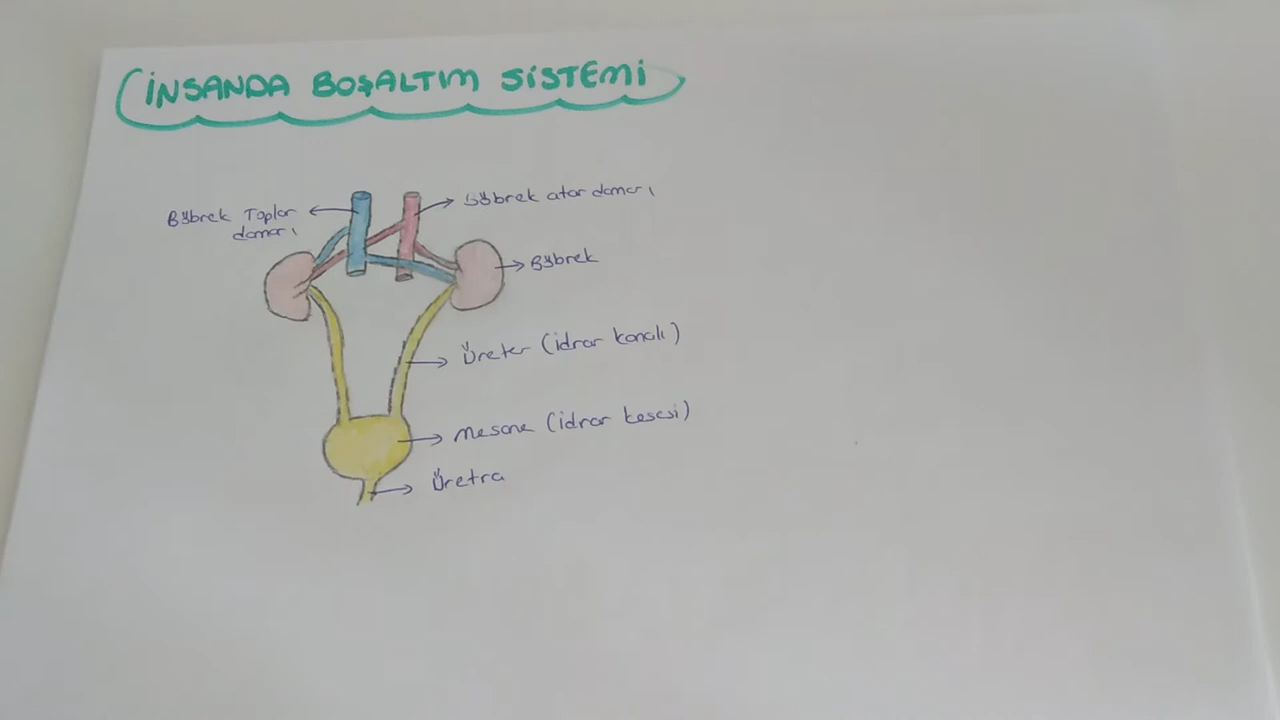 İNSANDA BOŞALTIM SİSTEMİ
Böbrek Toplar
damarı
Böbrek atar damarı
Böbrek
Üreter (idrar kanalı)
Mesane (idrar kesesi)
Üretra